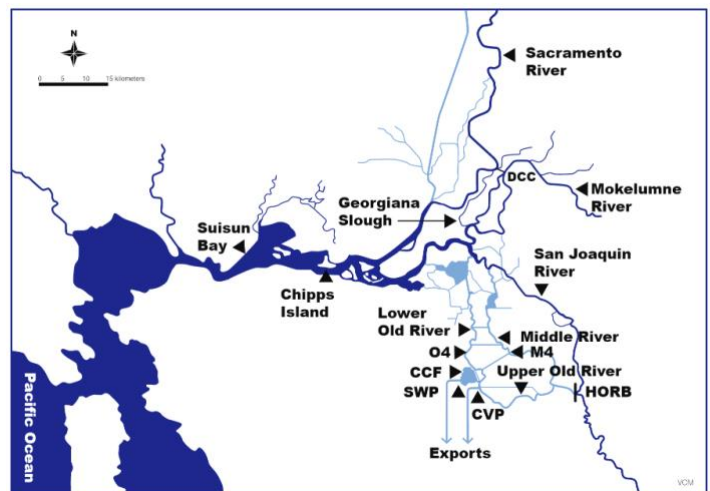 N
0 5 10 15 kilometers
Sacramento
River
DCC
Mokelumne
River
Georgiana
Slough
Suisun
Bay
San Joaquin
River
Chipps
Island
Lower
Old River
Middle River
O4
M4
CCF
Upper Old River
SWP
HORB
CVP
Pacific Ocean
Exports
VCM